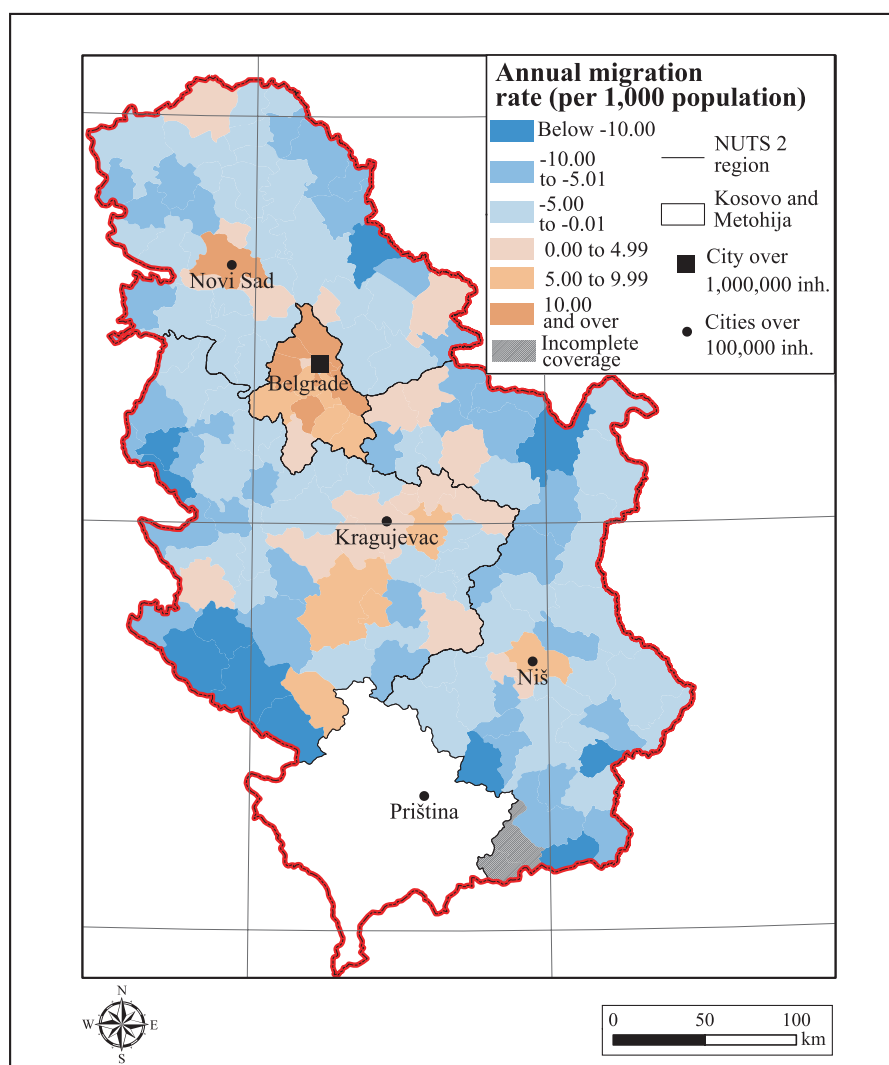 Annual migration
rate (per 1,000 population)
Below -10.00
-10.00
to -5.01
-5.00
to -0.01
0.00 to 4.99
5.00 to 9.99
10.00
and over
Incomplete
coverage
NUTS 2
region
Kosovo and
Metohija
City over
1,000,000 inh.
Cities over
100,000 inh.
Novi Sad
Belgrade
Kragujevac
Niš
Priština
N
W E
S
0 50 100
km